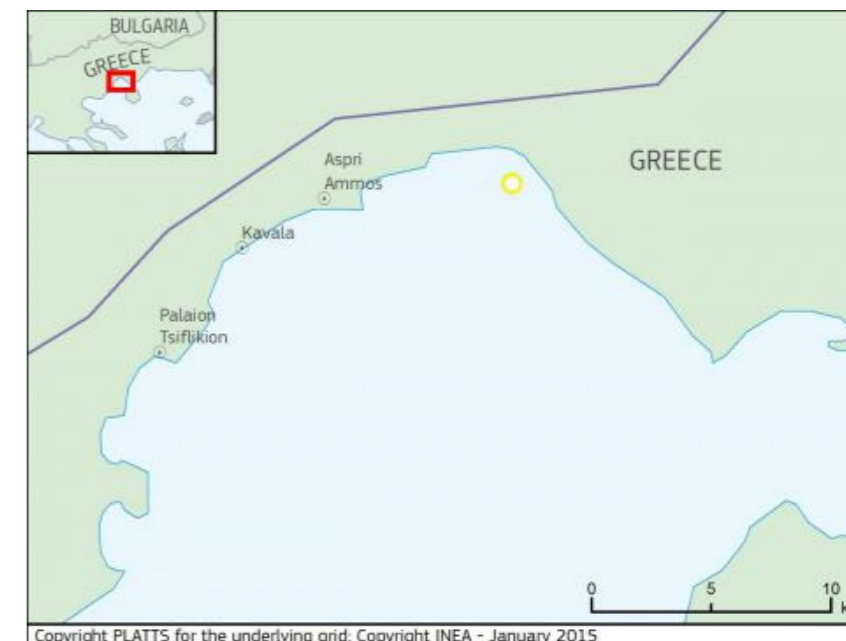 BULGARIA
GREECE
Aspri
Ammos
GREECE
Kavala
Palaion
Tsiflikion
0 5 10
Copyright PLATTS for the underlying grid; Copyright INEA - January 2015